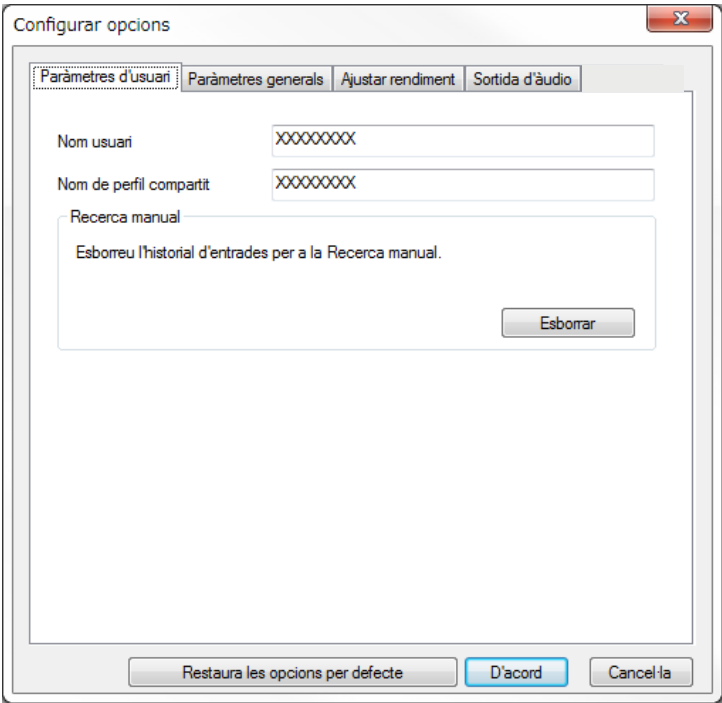 Configurar opcions
Paràmetres d'usuari Paràmetres generals Ajustar rendiment Sortida d'àudio
Nom usuari XXXXXXXX
Nom de perfil compartit XXXXXXXX
Recerca manual
Esborreu l'historial d'entrades per a la Recerca manual.
Esborrar
Restaura les opcions per defecte D'acord Cancel·la